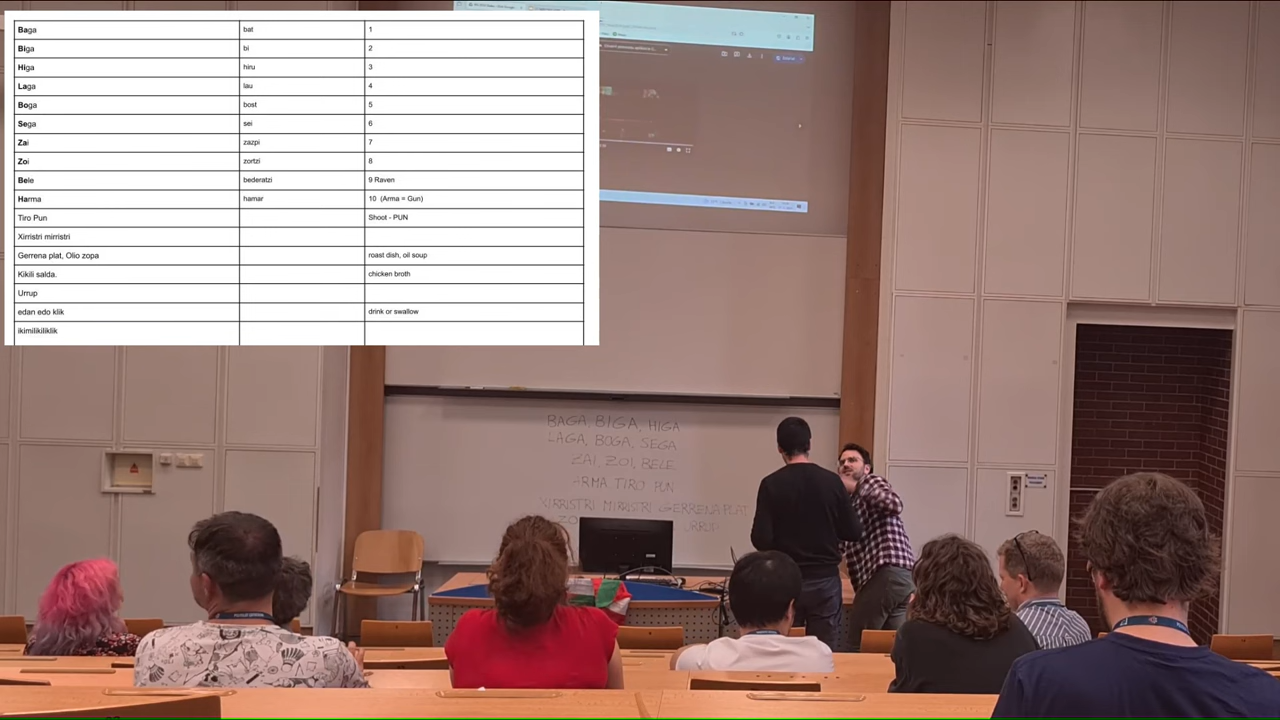 Baga bat 1
Biga bi 2
Higa hiru 3
Laga lau 4
Boga bost 5
Sega sei 6
Zai zazpi 7
Zoi zortzi 8
Bele bederatzi 9 Raven
Harma hamar 10 (Arma = Gun)
Tiro Pun Shoot - PUN
Xirristri mirristri
Gerrena plat, Olio zopa roast dish, oil soup
Kikili salda. chicken broth
Urrup
edan edo klik drink or swallow
ikimilikiliklik
BAGA, BIGA, HIGA
LAGA, BOGA, SEGA
ZAI, ZOI, BELE
ARMA TIRO PUN
XIRRISTRI MIRRISTRI GERRENA PLAT
ZO URRUP